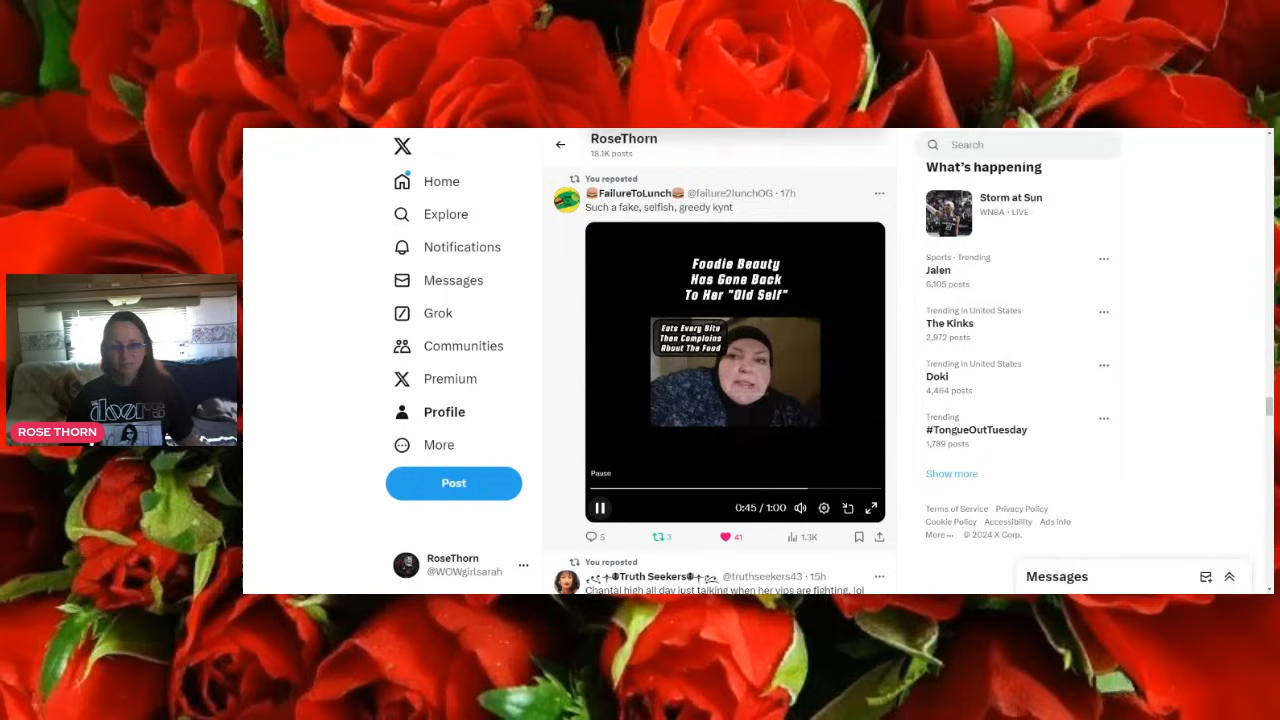 Home
Explore
Notifications
Messages
Grok
Communities
Premium
Profile
More
Post
RoseThorn
@WOWgirlsarah
RoseThorn
18.1K posts
You reposted
🍔FailureToLunch🍔 @failure2lunchOG · 17h
Such a fake, selfish, greedy kynt
Foodie Beauty
Has Gone Back
To Her "Old Self"
Eats Every Bite
Then Complains
About The Food
Pause
0:45 / 1:00
5
3
41
1.3K
You reposted
Truth Seekers @truthseekers43 · 15h
Chantal high all day just talking when her vips are fighting, lol
Search
What's happening
Storm at Sun
WNBA · LIVE
Sports · Trending
Jalen
6,105 posts
Trending in United States
The Kinks
2,972 posts
Trending in United States
Doki
4,464 posts
Trending
#TongueOutTuesday
1,789 posts
Show more
Terms of Service Privacy Policy
Cookie Policy Accessibility Ads info
More ··· © 2024 X Corp.
Messages
the doors
ROSE THORN